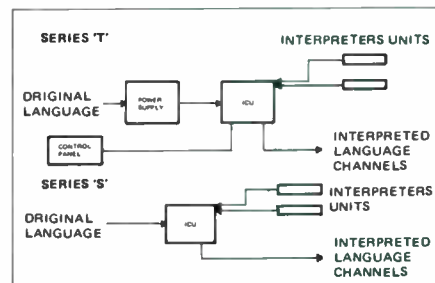 SERIES 'T'
INTERPRETERS UNITS
ORIGINAL
LANGUAGE
POWER
SUPPLY
ICU
CONTROL
PANEL
INTERPRETED
LANGUAGE
CHANNELS
SERIES 'S'
ORIGINAL
LANGUAGE
ICU
INTERPRETERS
UNITS
INTERPRETED
LANGUAGE
CHANNELS